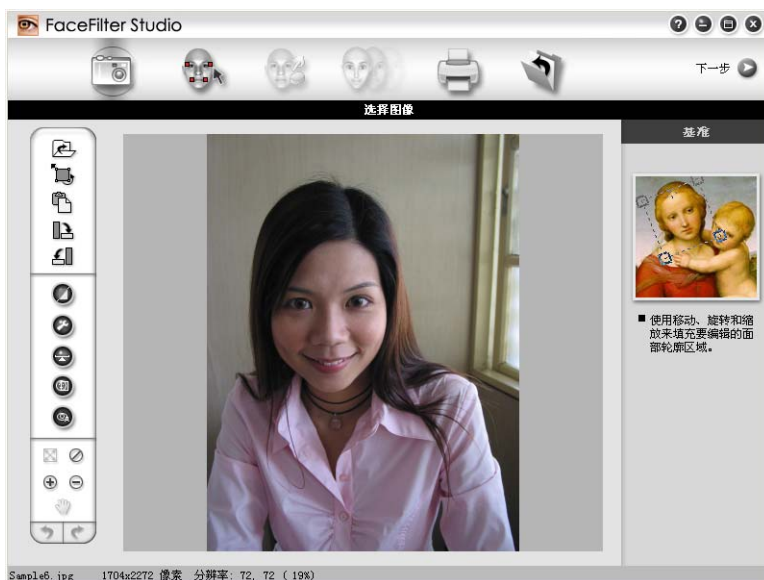 FaceFilter Studio
下一步
选择图像
基准
■ 使用移动、旋转和缩
放来填充要编辑的面
部轮廓区域。
Sample6.jpg 1704x2272 像素 分辨率: 72, 72 ( 19%)